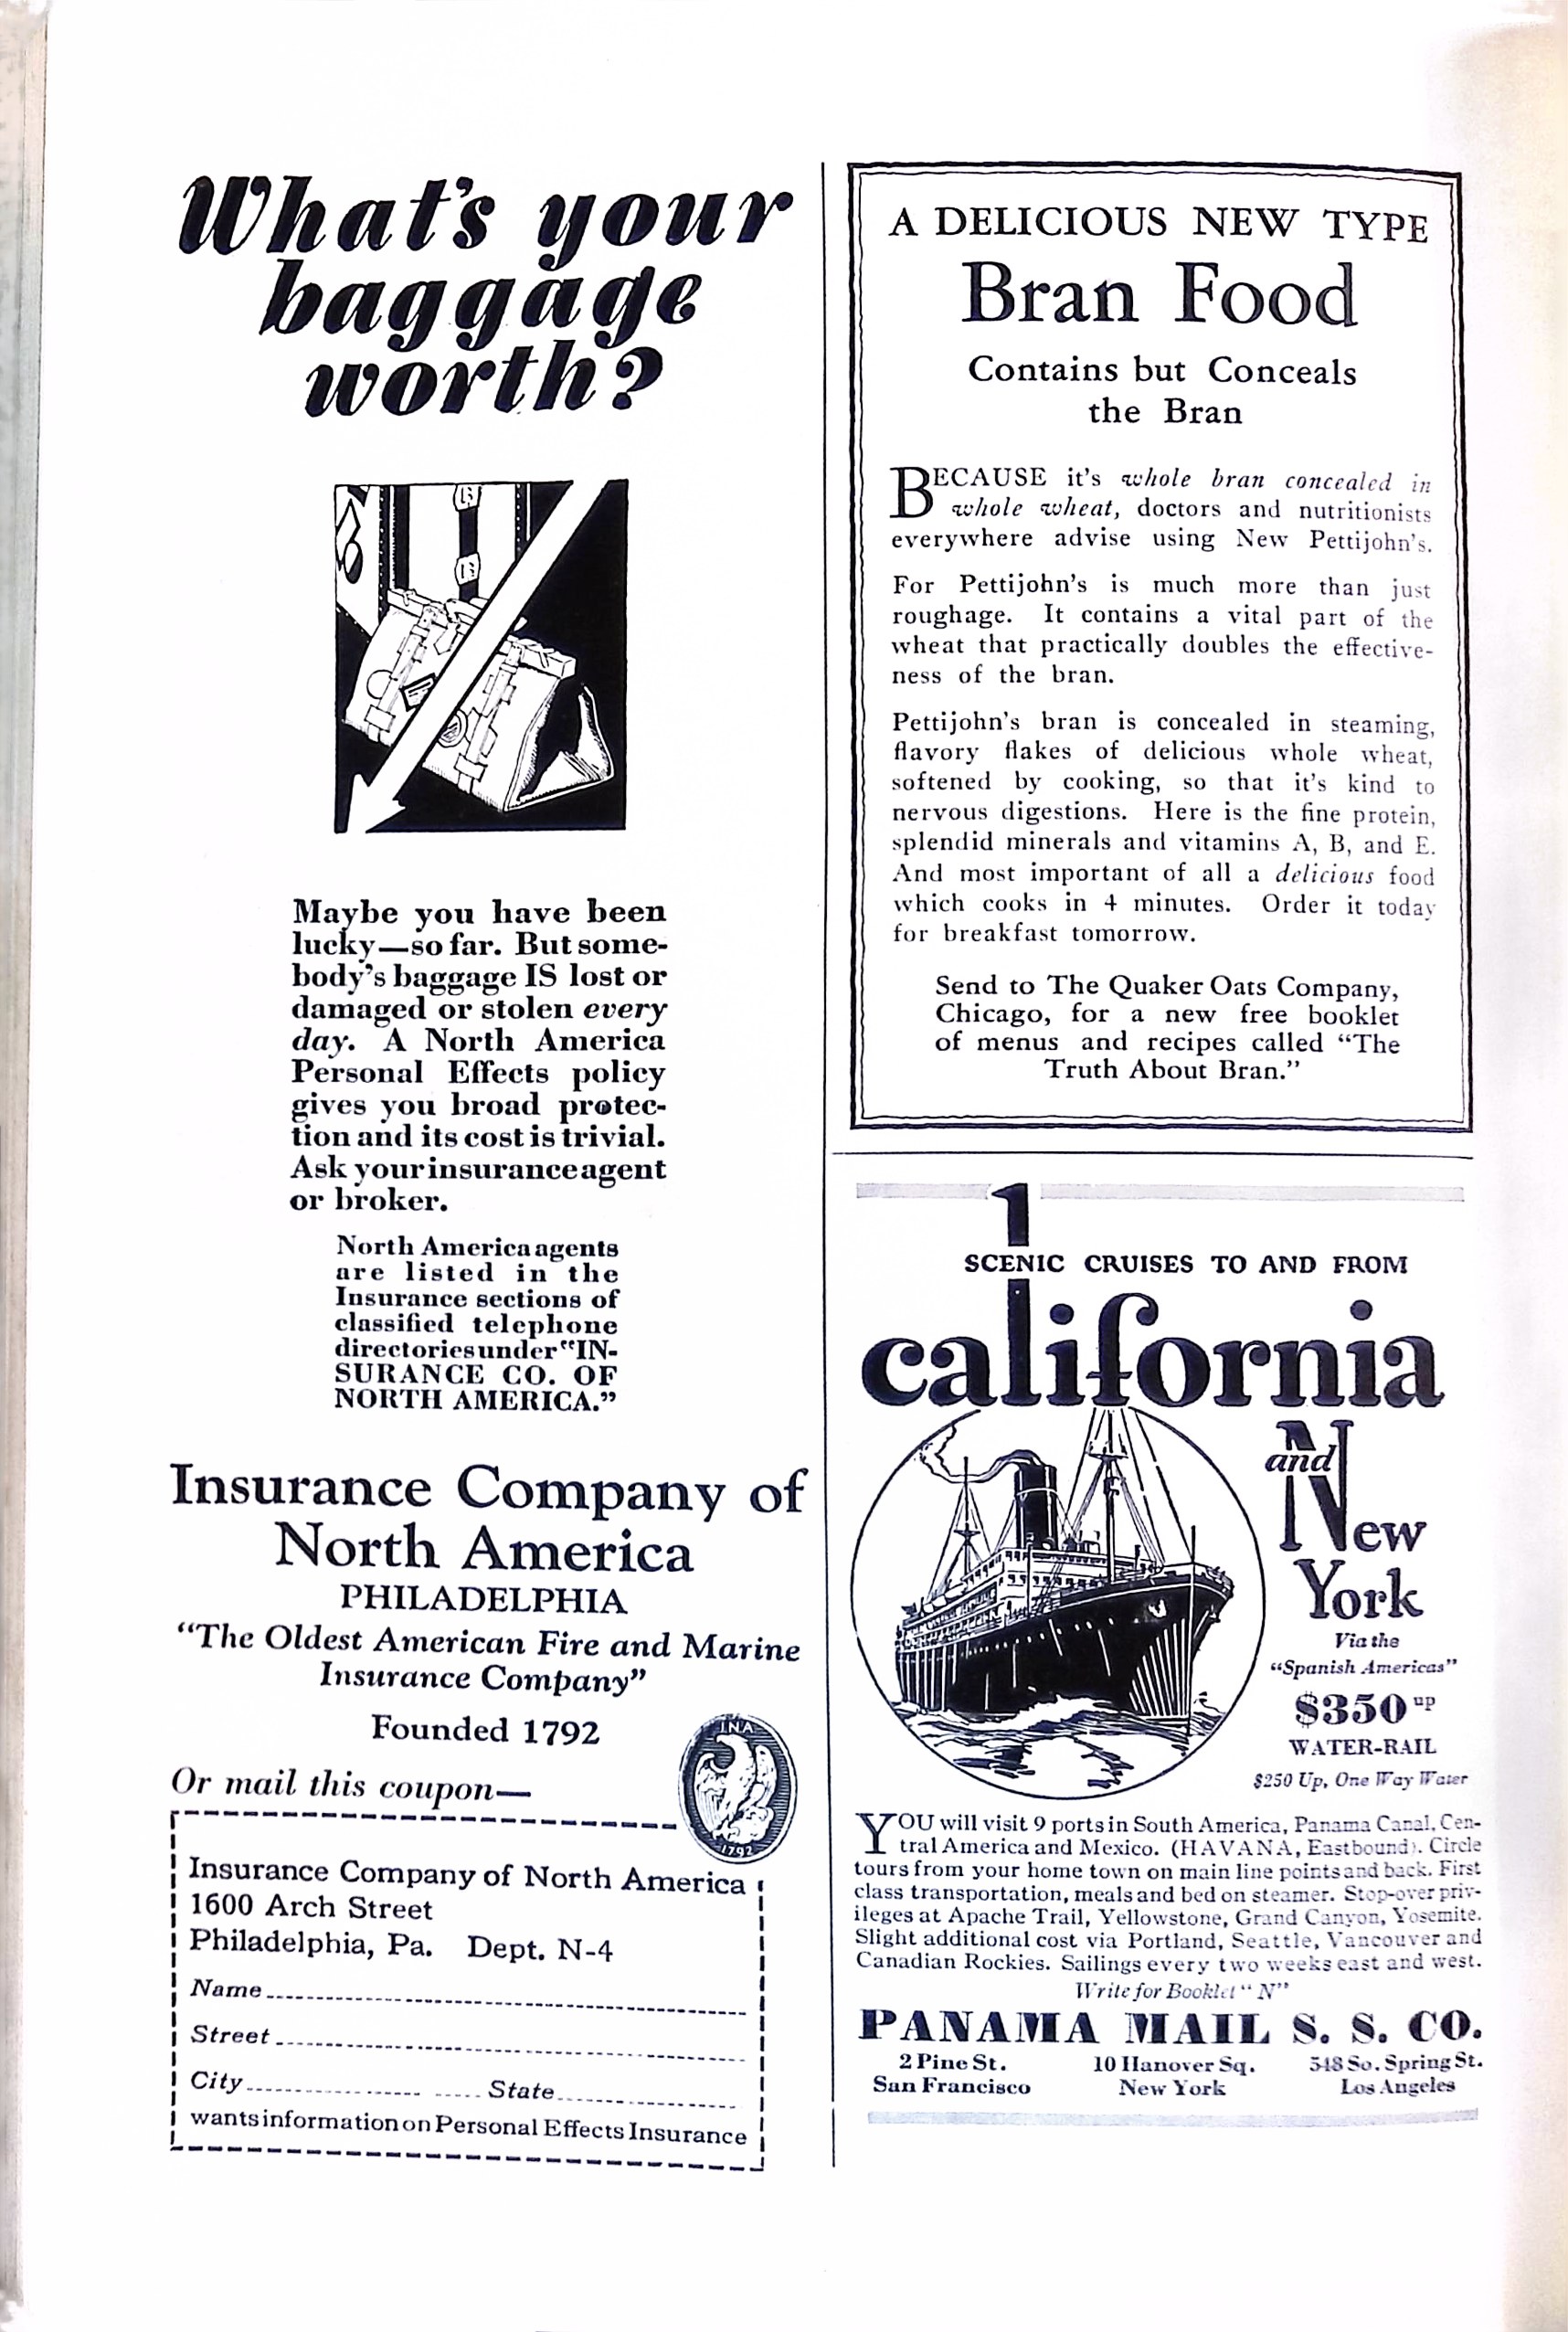 What's your
baggage
worth?
Maybe you have been
lucky—so far. But some-
body's baggage IS lost or
damaged or stolen every
day. A North America
Personal Effects policy
gives you broad protec-
tion and its cost is trivial.
Ask your insurance agent
or broker.
North America agents
are listed in the
Insurance sections of
classified telephone
directories under "IN-
SURANCE CO. OF
NORTH AMERICA."
Insurance Company of
North America
PHILADELPHIA
"The Oldest American Fire and Marine
Insurance Company"
Founded 1792
I.N.A
1792
Or mail this coupon—
Insurance Company of North America
1600 Arch Street
Philadelphia, Pa. Dept. N-4
Name
Street
City State
wants information on Personal Effects Insurance
A DELICIOUS NEW TYPE
Bran Food
Contains but Conceals
the Bran
BECAUSE it's whole bran concealed in
whole wheat, doctors and nutritionists
everywhere advise using New Pettijohn's.
For Pettijohn's is much more than just
roughage. It contains a vital part of the
wheat that practically doubles the effective-
ness of the bran.
Pettijohn's bran is concealed in steaming,
flavory flakes of delicious whole wheat,
softened by cooking, so that it's kind to
nervous digestions. Here is the fine protein,
splendid minerals and vitamins A, B, and E.
And most important of all a delicious food
which cooks in 4 minutes. Order it today
for breakfast tomorrow.
Send to The Quaker Oats Company,
Chicago, for a new free booklet
of menus and recipes called "The
Truth About Bran."
SCENIC CRUISES TO AND FROM
california
and
New
York
Via the
"Spanish Americas"
$350 up
WATER-RAIL
$250 Up, One Way Water
YOU will visit 9 ports in South America, Panama Canal, Cen-
tral America and Mexico. (HAVANA, Eastbound). Circle
tours from your home town on main line points and back. First
class transportation, meals and bed on steamer. Stop-over priv-
ileges at Apache Trail, Yellowstone, Grand Canyon, Yosemite.
Slight additional cost via Portland, Seattle, Vancouver and
Canadian Rockies. Sailings every two weeks east and west.
Write for Booklet "N"
PANAMA MAIL S. S. CO.
2 Pine St. 10 Hanover Sq. 548 So. Spring St.
San Francisco New York Los Angeles